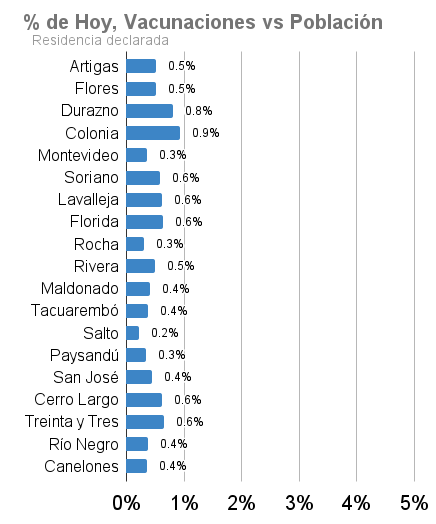 % de Hoy, Vacunaciones vs Población
Residencia declarada
Artigas 0.5%
Flores 0.5%
Durazno 0.8%
Colonia 0.9%
Montevideo 0.3%
Soriano 0.6%
Lavalleja 0.6%
Florida 0.6%
Rocha 0.3%
Rivera 0.5%
Maldonado 0.4%
Tacuarembó 0.4%
Salto 0.2%
Paysandú 0.3%
San José 0.4%
Cerro Largo 0.6%
Treinta y Tres 0.6%
Río Negro 0.4%
Canelones 0.4%
0% 1% 2% 3% 4% 5%